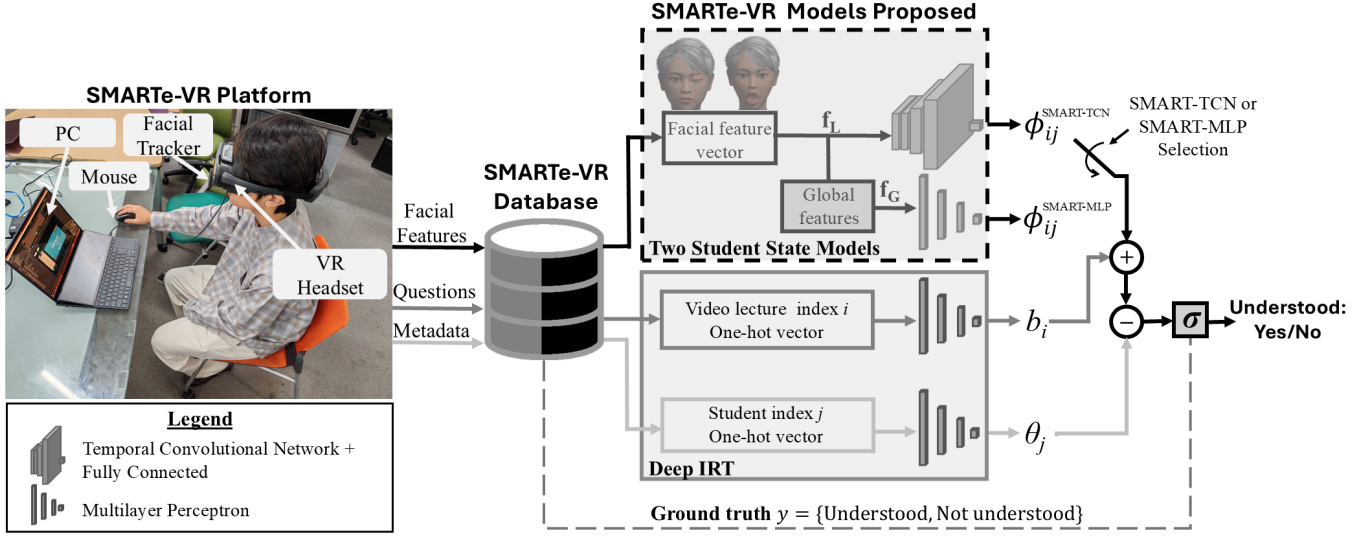 SMARTe-VR Models Proposed
SMARTe-VR Platform
PC
Facial
Tracker
Mouse
VR
Headset
Facial
Features
Questions
Metadata
SMARTe-VR
Database
Facial feature
vector
f_L
Global
features
f_G
Two Student State Models
ϕ_ij^SMART-TCN
ϕ_ij^SMART-MLP
SMART-TCN or
SMART-MLP
Selection
Video lecture index i
One-hot vector
b_i
Student index j
One-hot vector
θ_j
Deep IRT
+
−
σ
Understood:
Yes/No
Ground truth y = {Understood, Not understood}
Legend
Temporal Convolutional Network +
Fully Connected
Multilayer Perceptron